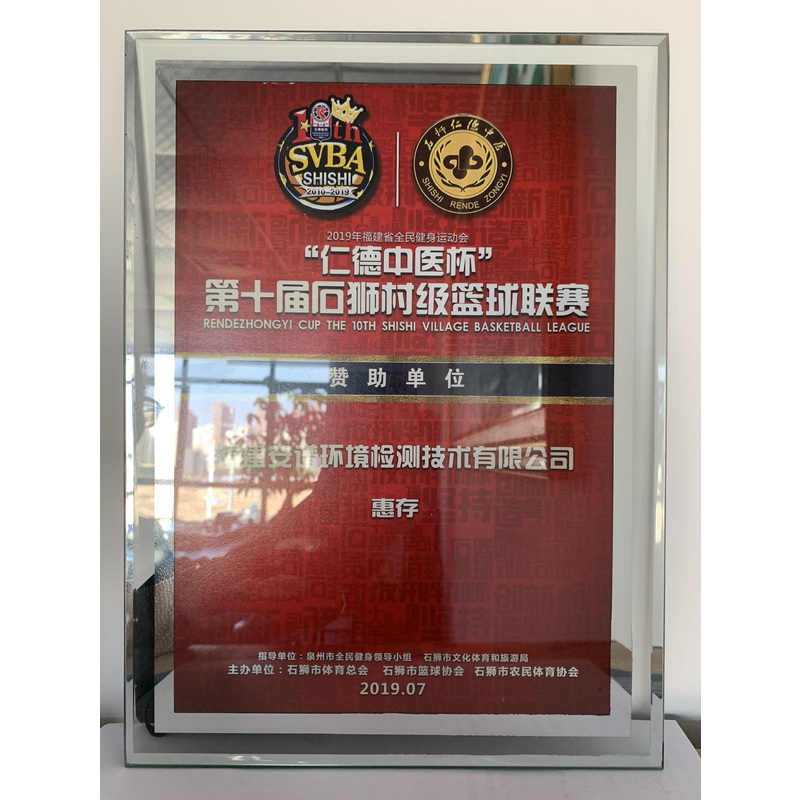 10th
SVBA
SHISHI
2010-2019
石狮仁德中医
SHISHI RENDE ZONGYI
2019年福建省全民健身运动会
“仁德中医杯”
第十届石狮村级篮球联赛
RENDEZHONGYI CUP THE 10TH SHISHI VILLAGE BASKETBALL LEAGUE
赞助单位
福建安谱环境检测技术有限公司
惠存
指导单位：泉州市全民健身领导小组 石狮市文化体育和旅游局
主办单位：石狮市体育总会 石狮市篮球协会 石狮市农民体育协会
2019.07